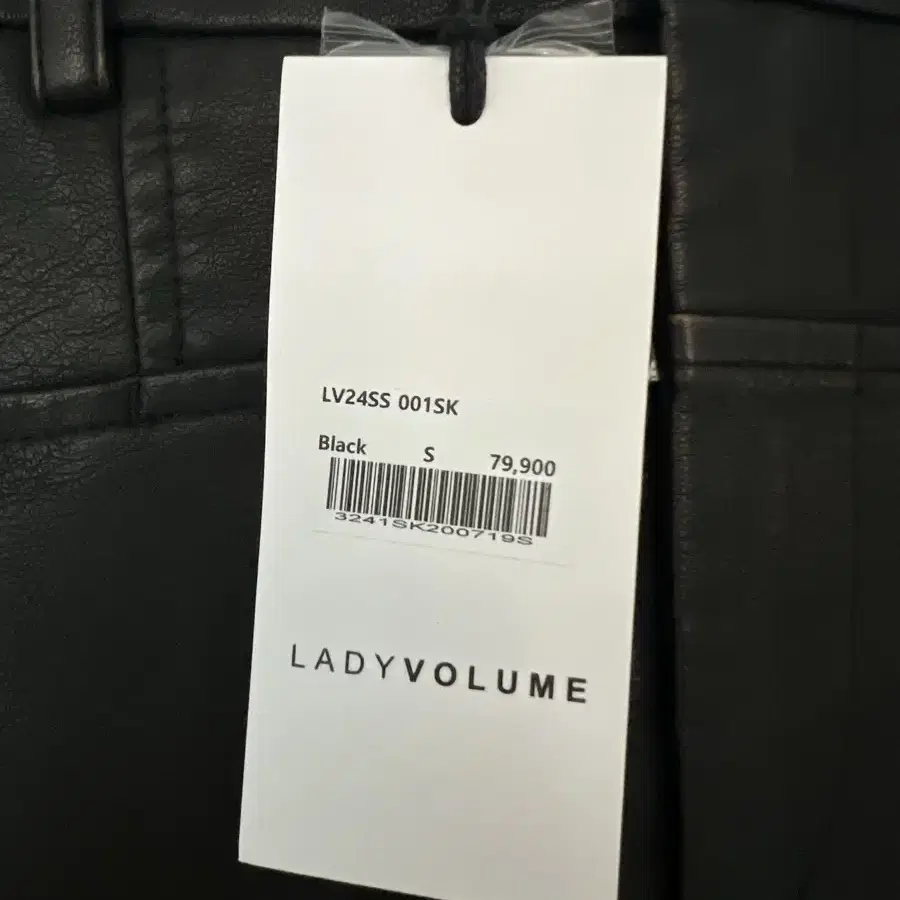 LV24SS 001SK
Black S 79,900
3241SK200719S
LADYVOLUME